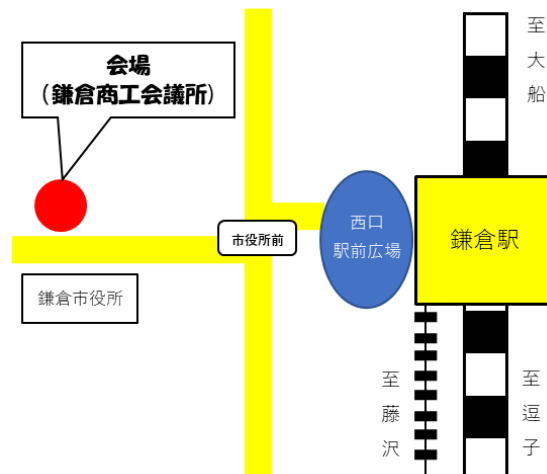 会場
（鎌倉商工会議所）
至大船
西口
駅前広場
鎌倉駅
市役所前
鎌倉市役所
至藤沢
至逗子